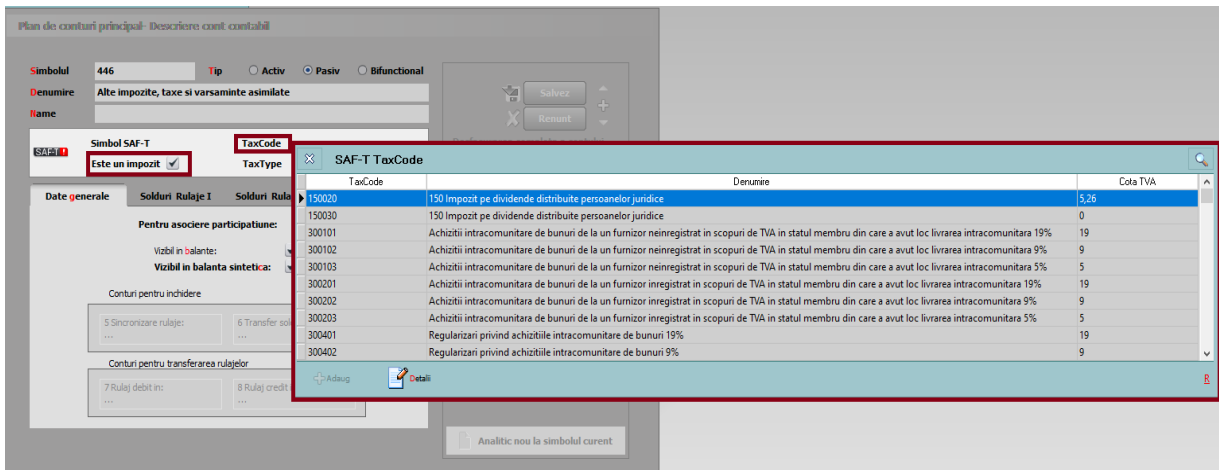 Plan de conturi principal- Descriere cont contabil
Simbolul 446 Tip Activ Pasiv Bifunctional
Denumire Alte impozite, taxe si varsaminte asimilate
Name
Salvez
Renunt
SAF-T Simbol SAF-T TaxCode
Este un impozit TaxType
Date generale Solduri Rulaje I Solduri
Pentru asociere participatiune:
Vizibil in balante:
Vizibil in balanta sintetica:
Conturi pentru inchidere
5 Sincronizare rulaje: 6 Transfer
...
Conturi pentru transferarea rulajelor
7 Rulaj debit in: 8 Rulaj credit
... ...
Analitic nou la simbolul curent
SAF-T TaxCode
TaxCode Denumire Cota TVA
150020 150 Impozit pe dividende distribuite persoanelor juridice 5,26
150030 150 Impozit pe dividende distribuite persoanelor juridice 0
300101 Achizitii intracomunitare de bunuri de la un furnizor neinregistrat in scopuri de TVA in statul membru din care a avut loc livrarea intracomunitara 19% 19
300102 Achizitii intracomunitare de bunuri de la un furnizor neinregistrat in scopuri de TVA in statul membru din care a avut loc livrarea intracomunitara 9% 9
300103 Achizitii intracomunitare de bunuri de la un furnizor neinregistrat in scopuri de TVA in statul membru din care a avut loc livrarea intracomunitara 5% 5
300201 Achizitii intracomunitare de bunuri de la un furnizor inregistrat in scopuri de TVA in statul membru din care a avut loc livrarea intracomunitara 19% 19
300202 Achizitii intracomunitare de bunuri de la un furnizor inregistrat in scopuri de TVA in statul membru din care a avut loc livrarea intracomunitara 9% 9
300203 Achizitii intracomunitare de bunuri de la un furnizor inregistrat in scopuri de TVA in statul membru din care a avut loc livrarea intracomunitara 5% 5
300401 Regularizari privind achizitiile intracomunitare de bunuri 19% 19
300402 Regularizari privind achizitiile intracomunitare de bunuri 9% 9
Adaug Detalii R